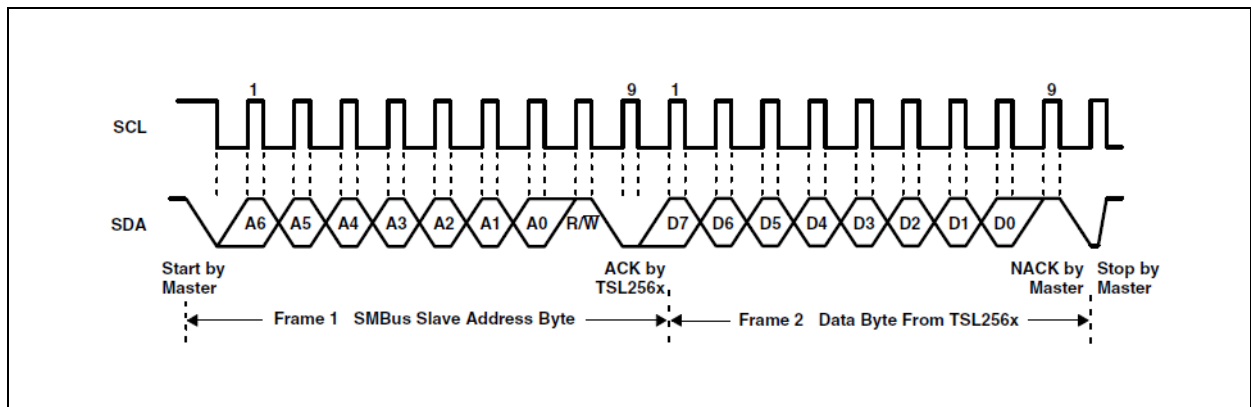 1 9 1 9
SCL
SDA A6 A5 A4 A3 A2 A1 A0 R/W D7 D6 D5 D4 D3 D2 D1 D0
Start by Master
ACK by TSL256x
NACK by Master
Stop by Master
Frame 1 SMBus Slave Address Byte
Frame 2 Data Byte From TSL256x